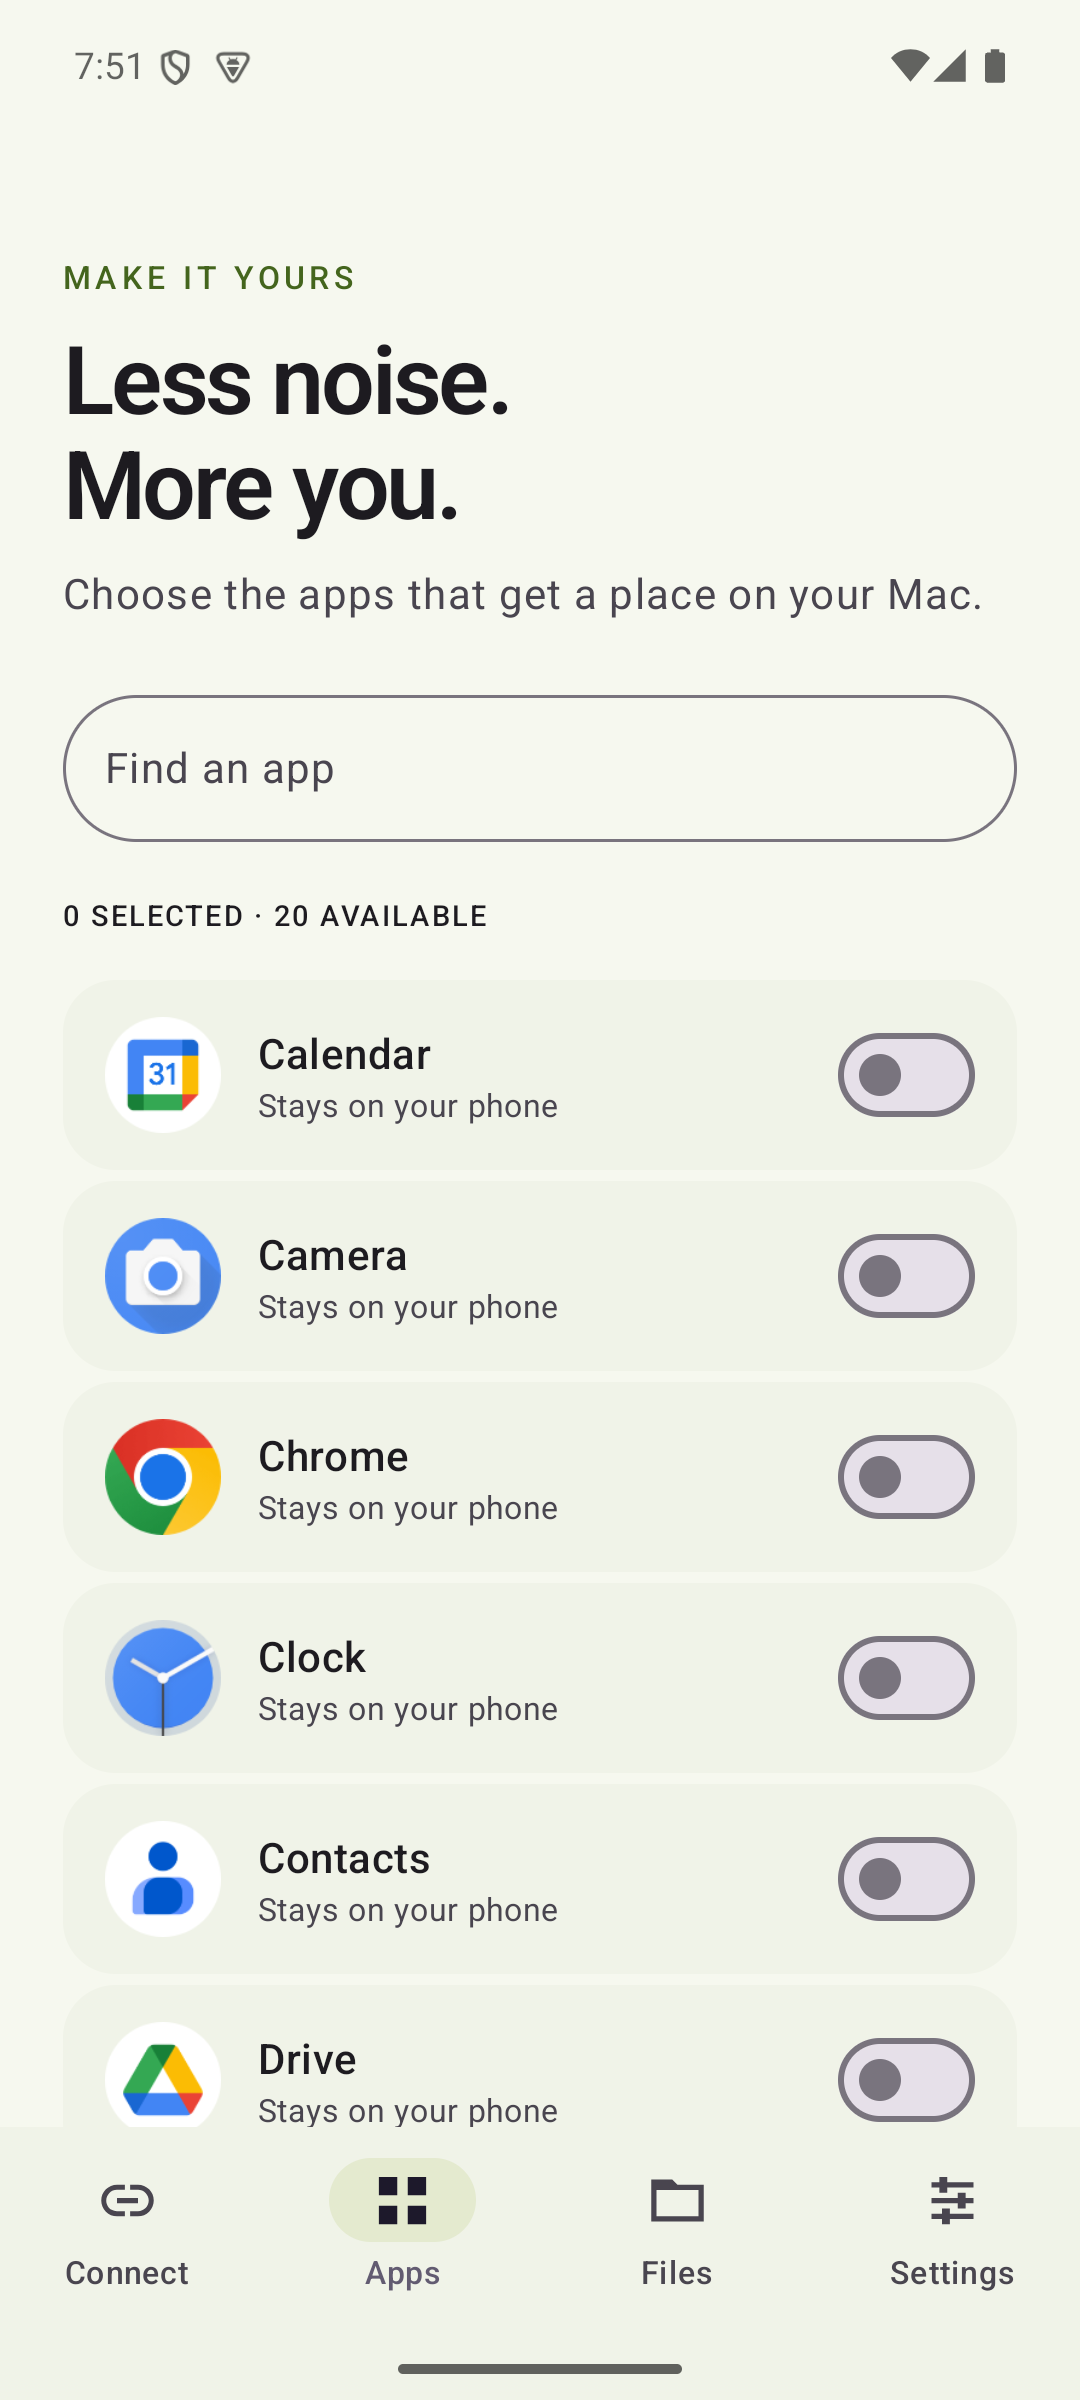 7:51
MAKE IT YOURS
Less noise.
More you.
Choose the apps that get a place on your Mac.
Find an app
0 SELECTED · 20 AVAILABLE
31
Calendar
Stays on your phone
Camera
Stays on your phone
Chrome
Stays on your phone
Clock
Stays on your phone
Contacts
Stays on your phone
Drive
Stays on your phone
Connect
Apps
Files
Settings